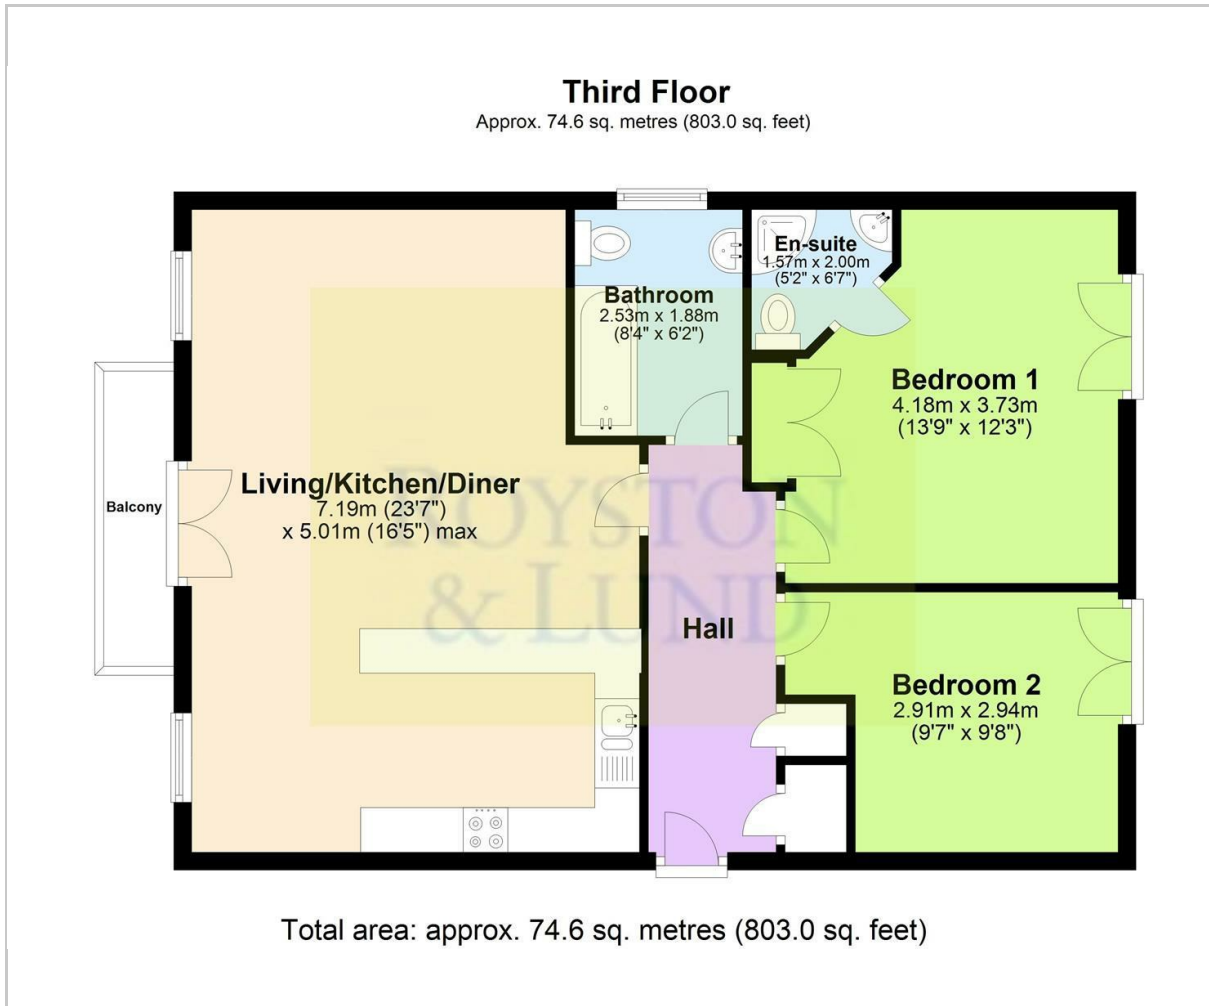 Third Floor
Approx. 74.6 sq. metres (803.0 sq. feet)
En-suite
1.57m x 2.00m
(5'2" x 6'7")
Bathroom
2.53m x 1.88m
(8'4" x 6'2")
Bedroom 1
4.18m x 3.73m
(13'9" x 12'3")
Living/Kitchen/Diner
7.19m (23'7")
x 5.01m (16'5") max
Balcony
ROYSTON
& LUND
Hall
Bedroom 2
2.91m x 2.94m
(9'7" x 9'8")
Total area: approx. 74.6 sq. metres (803.0 sq. feet)